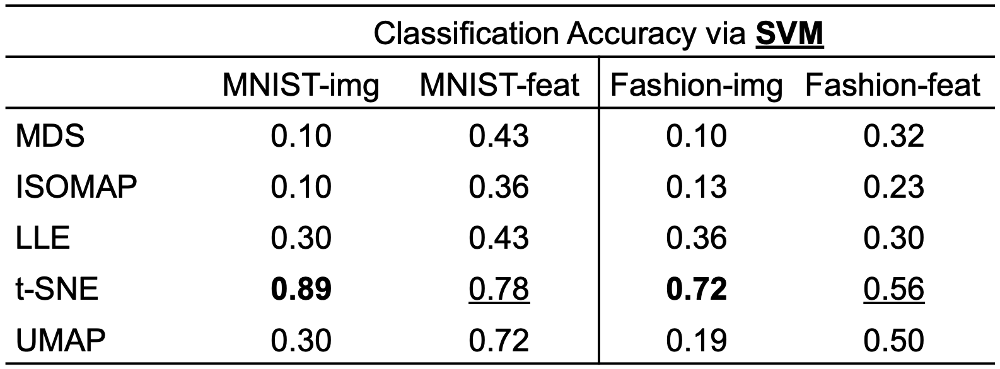 Classification Accuracy via SVM
MNIST-img MNIST-feat Fashion-img Fashion-feat
MDS 0.10 0.43 0.10 0.32
ISOMAP 0.10 0.36 0.13 0.23
LLE 0.30 0.43 0.36 0.30
t-SNE 0.89 0.78 0.72 0.56
UMAP 0.30 0.72 0.19 0.50